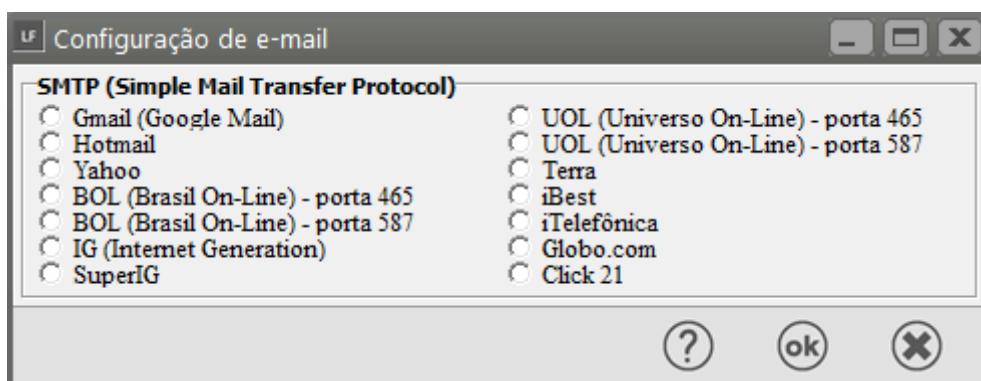 LF Configuração de e-mail
SMTP (Simple Mail Transfer Protocol)
Gmail (Google Mail)
Hotmail
Yahoo
BOL (Brasil On-Line) - porta 465
BOL (Brasil On-Line) - porta 587
IG (Internet Generation)
SuperIG
UOL (Universo On-Line) - porta 465
UOL (Universo On-Line) - porta 587
Terra
iBest
iTelefônica
Globo.com
Click 21
? ok